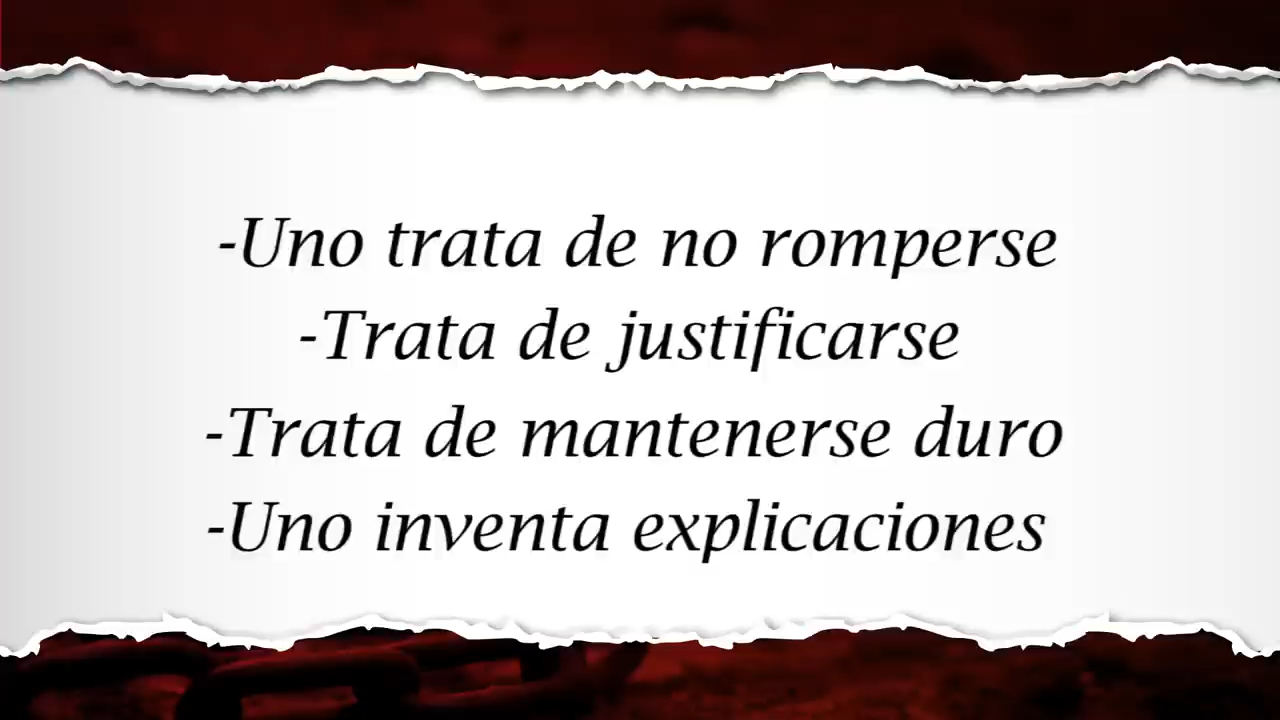 -Uno trata de no romperse
-Trata de justificarse
-Trata de mantenerse duro
-Uno inventa explicaciones